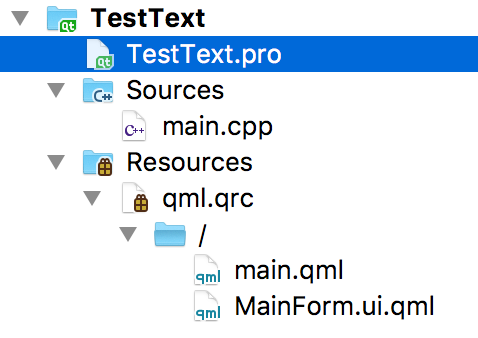 TestText
TestText.pro
Sources
main.cpp
Resources
qml.qrc
/
main.qml
MainForm.ui.qml